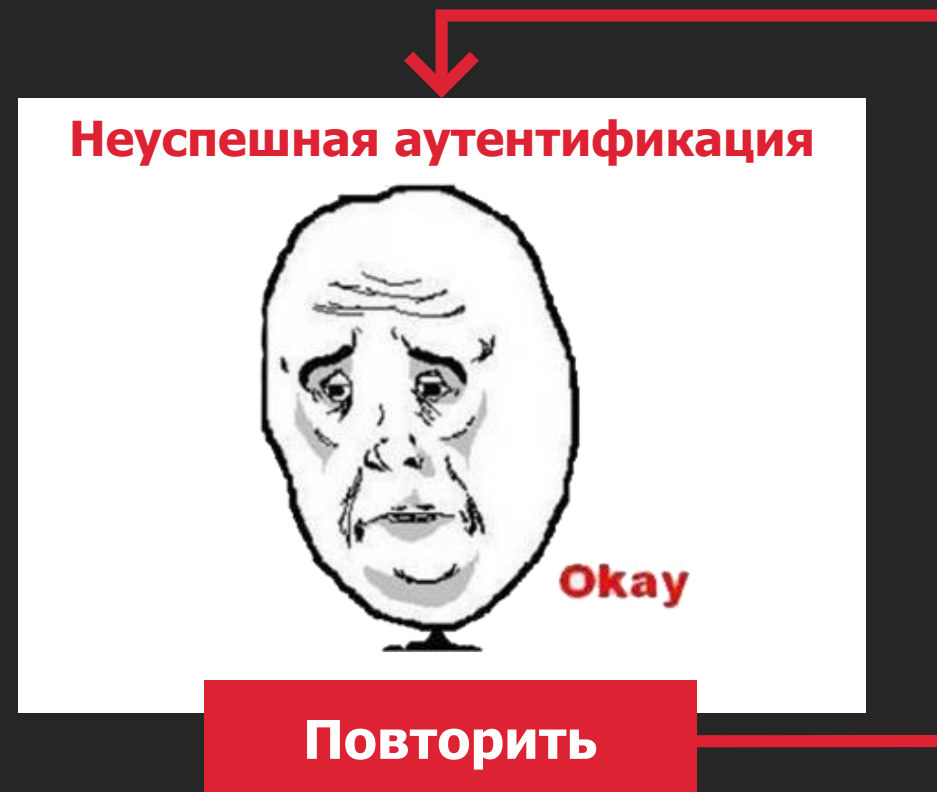 Неуспешная аутентификация
Okay
Повторить